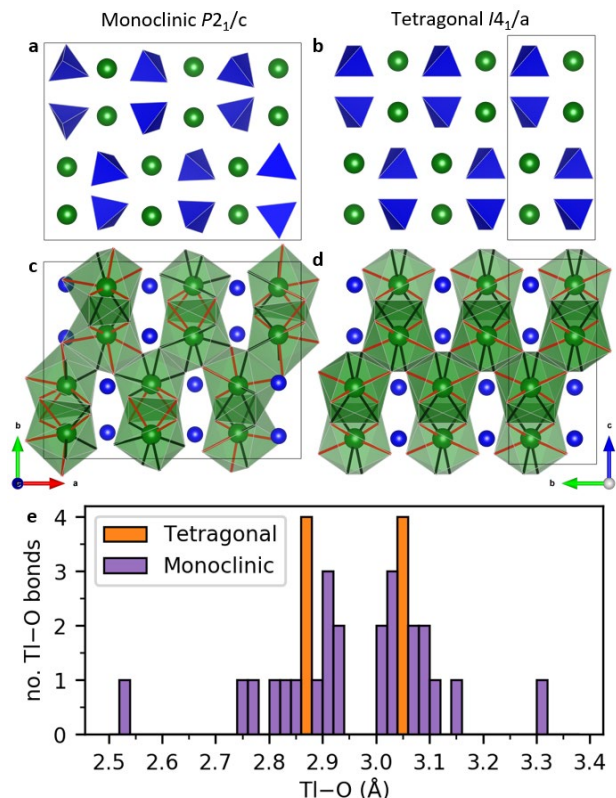 Monoclinic P2₁/c
Tetragonal I4₁/a
a
b
c
d
b
a
c
b
e
Tetragonal
Monoclinic
no. Tl−O bonds
4
3
2
1
0
2.5 2.6 2.7 2.8 2.9 3.0 3.1 3.2 3.3 3.4
Tl−O (Å)